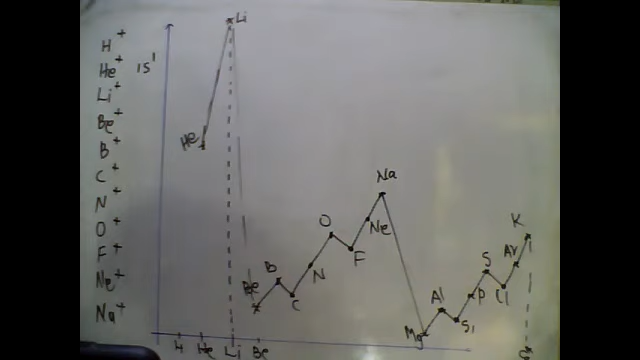 H+
He+
Li+
Be+
B+
C+
N+
O+
F+
Ne+
Na+
1s1
Li
He
Be
B
C
N
O
F
Ne
Na
Mg
Al
Si
P
S
Cl
Ar
K
H
He
Li
Be